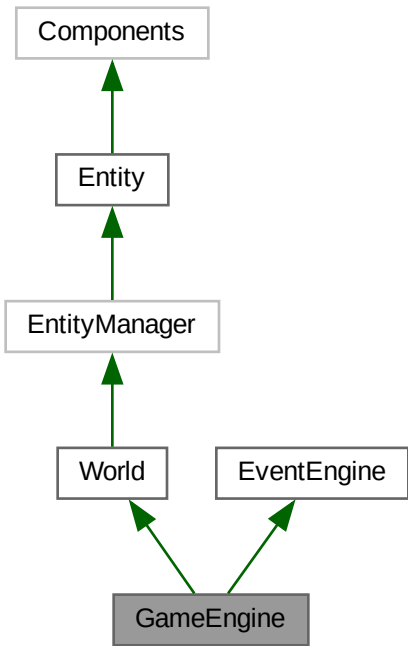 Components
Entity
EntityManager
World
EventEngine
GameEngine